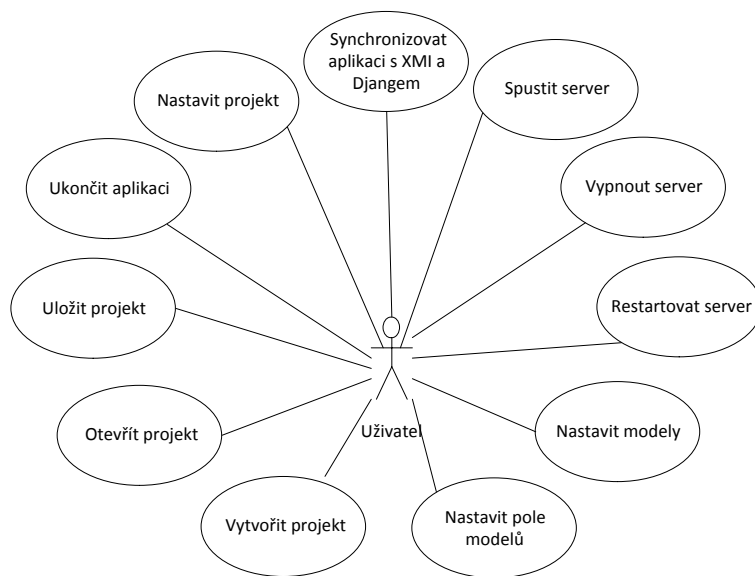 Synchronizovat
aplikaci s XMI a
Djangem
Nastavit projekt
Spustit server
Ukončit aplikaci
Vypnout server
Uložit projekt
Restartovat server
Otevřít projekt
Uživatel
Nastavit modely
Vytvořit projekt
Nastavit pole
modelů